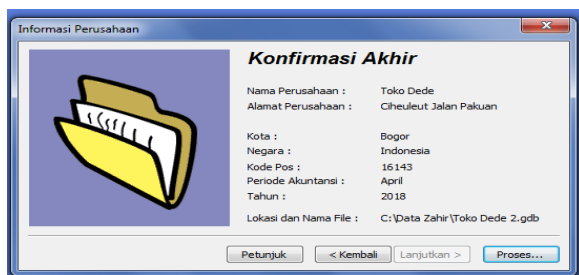 Informasi Perusahaan
Konfirmasi Akhir
Nama Perusahaan : Toko Dede
Alamat Perusahaan : Ciheuleut Jalan Pakuan
Kota : Bogor
Negara : Indonesia
Kode Pos : 16143
Periode Akuntansi : April
Tahun : 2018
Lokasi dan Nama File : C:\Data Zahir\Toko Dede 2.gdb
Petunjuk < Kembali Lanjutkan > Proses...